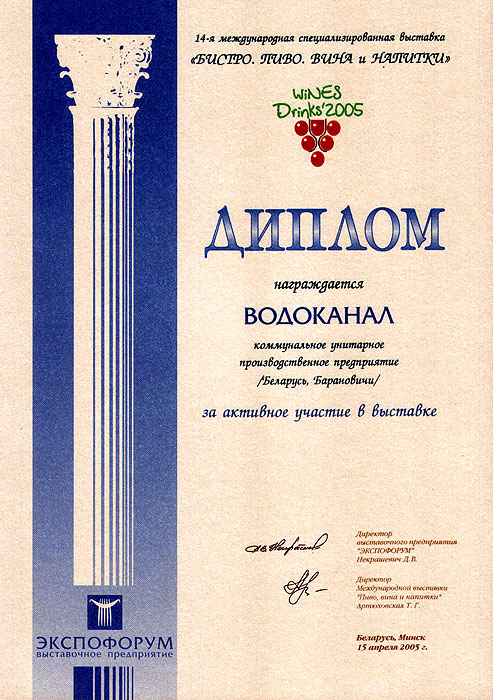 14-я международная специализированная выставка
«БИСТРО. ПИВО. ВИНА и НАПИТКИ»
WiNES
Drinks'2005
ДИПЛОМ
награждается
ВОДОКАНАЛ
коммунальное унитарное
производственное предприятие
/Беларусь, Барановичи/
за активное участие в выставке
Директор
выставочного предприятия
"ЭКСПОФОРУМ"
Некрашевич Д.В.
Директор
Международной выставки
"Пиво, вина и напитки"
Артюховская Т. Г.
Беларусь, Минск
15 апреля 2005 г.
ЭКСПОФОРУМ
выставочное предприятие